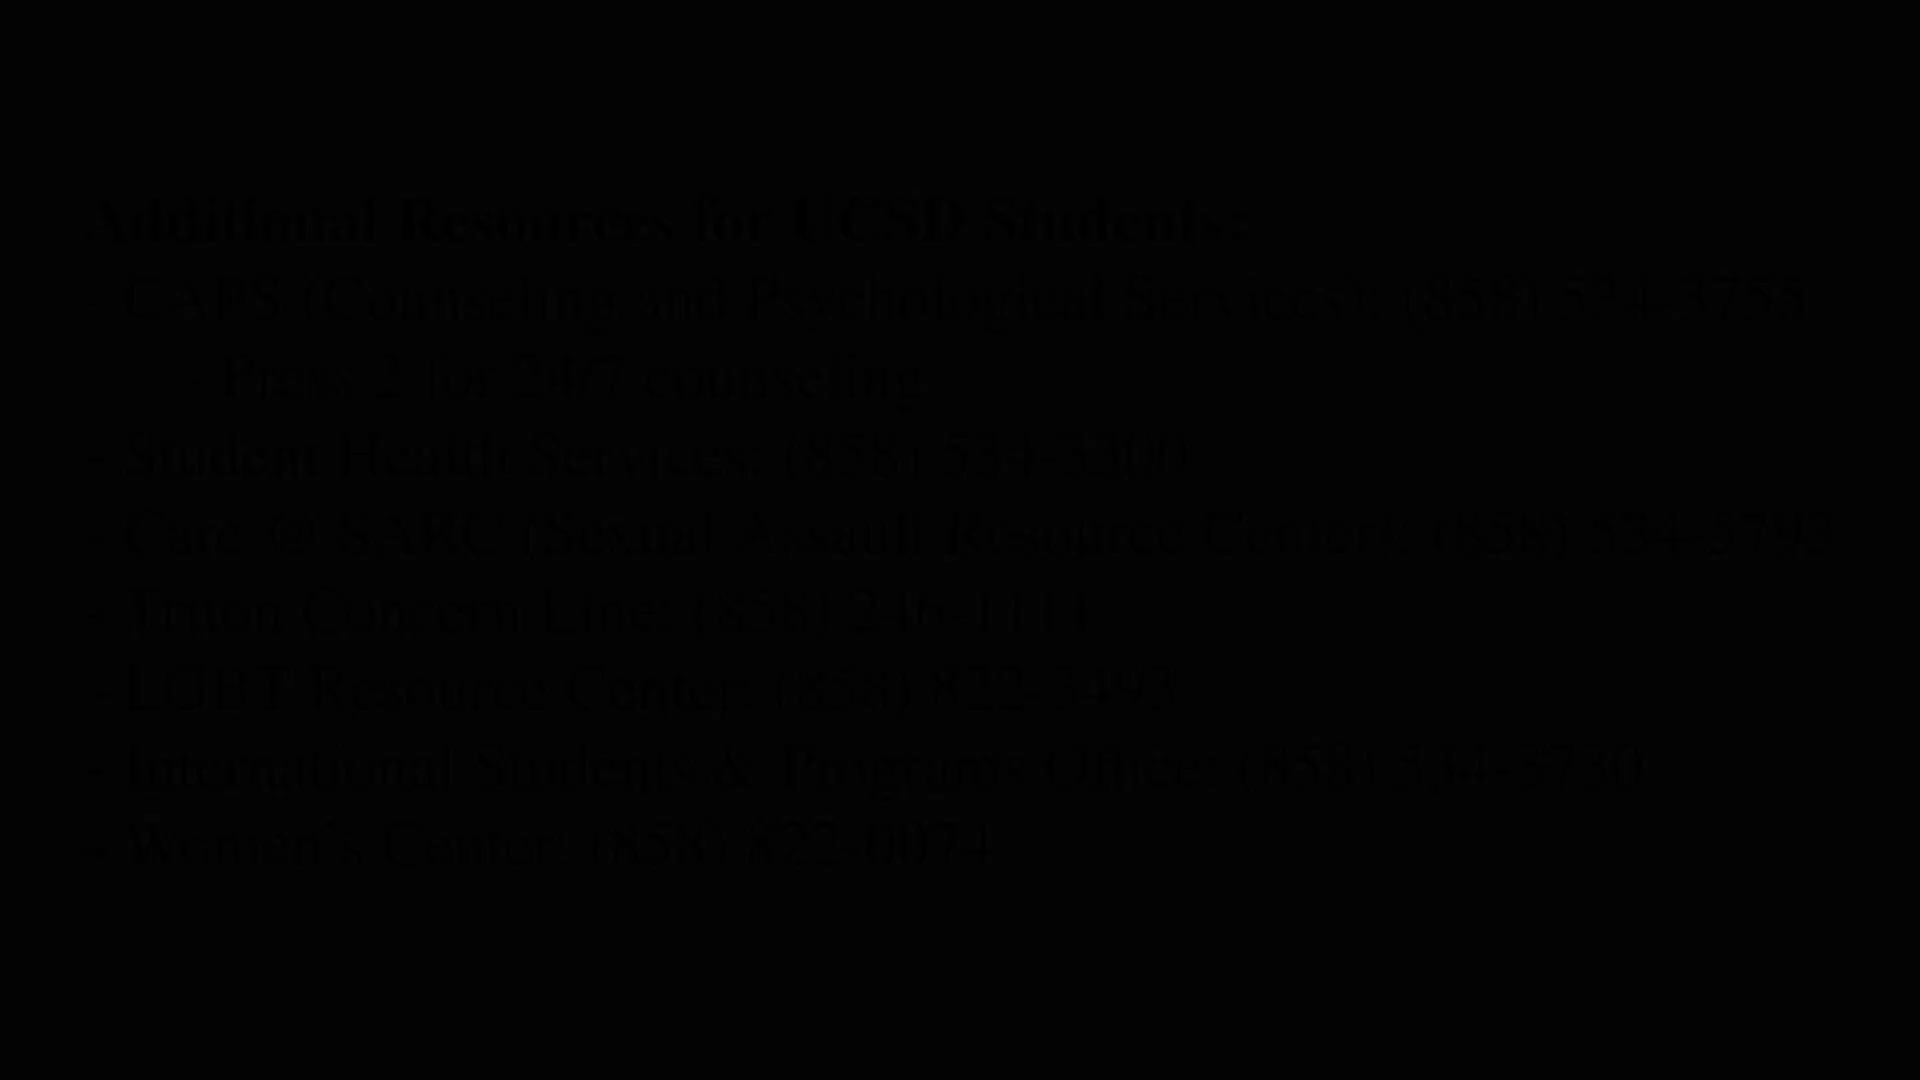 Additional Resources for UCSD Students:
- CAPS (Counseling and Psychological Services): (858) 534-3755
- Press 2 for 24/7 counseling
- Student Health Services: (858) 534-3300
- Care @ SARC (Sexual Assault Resource Center): (858) 534-5793
- Triton Concern Line: (858) 246-1111
- LGBT Resource Center: (858) 822-3493
- International Students & Programs Office: (858) 534-3730
- Women's Center: (858) 822-0074